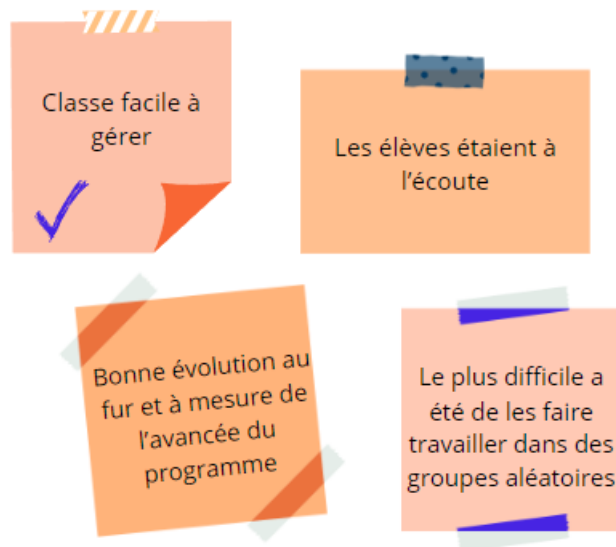 Classe facile à
gérer
Les élèves étaient à
l'écoute
Bonne évolution au
fur et à mesure de
l'avancée du
programme
Le plus difficile a
été de les faire
travailler dans des
groupes aléatoires